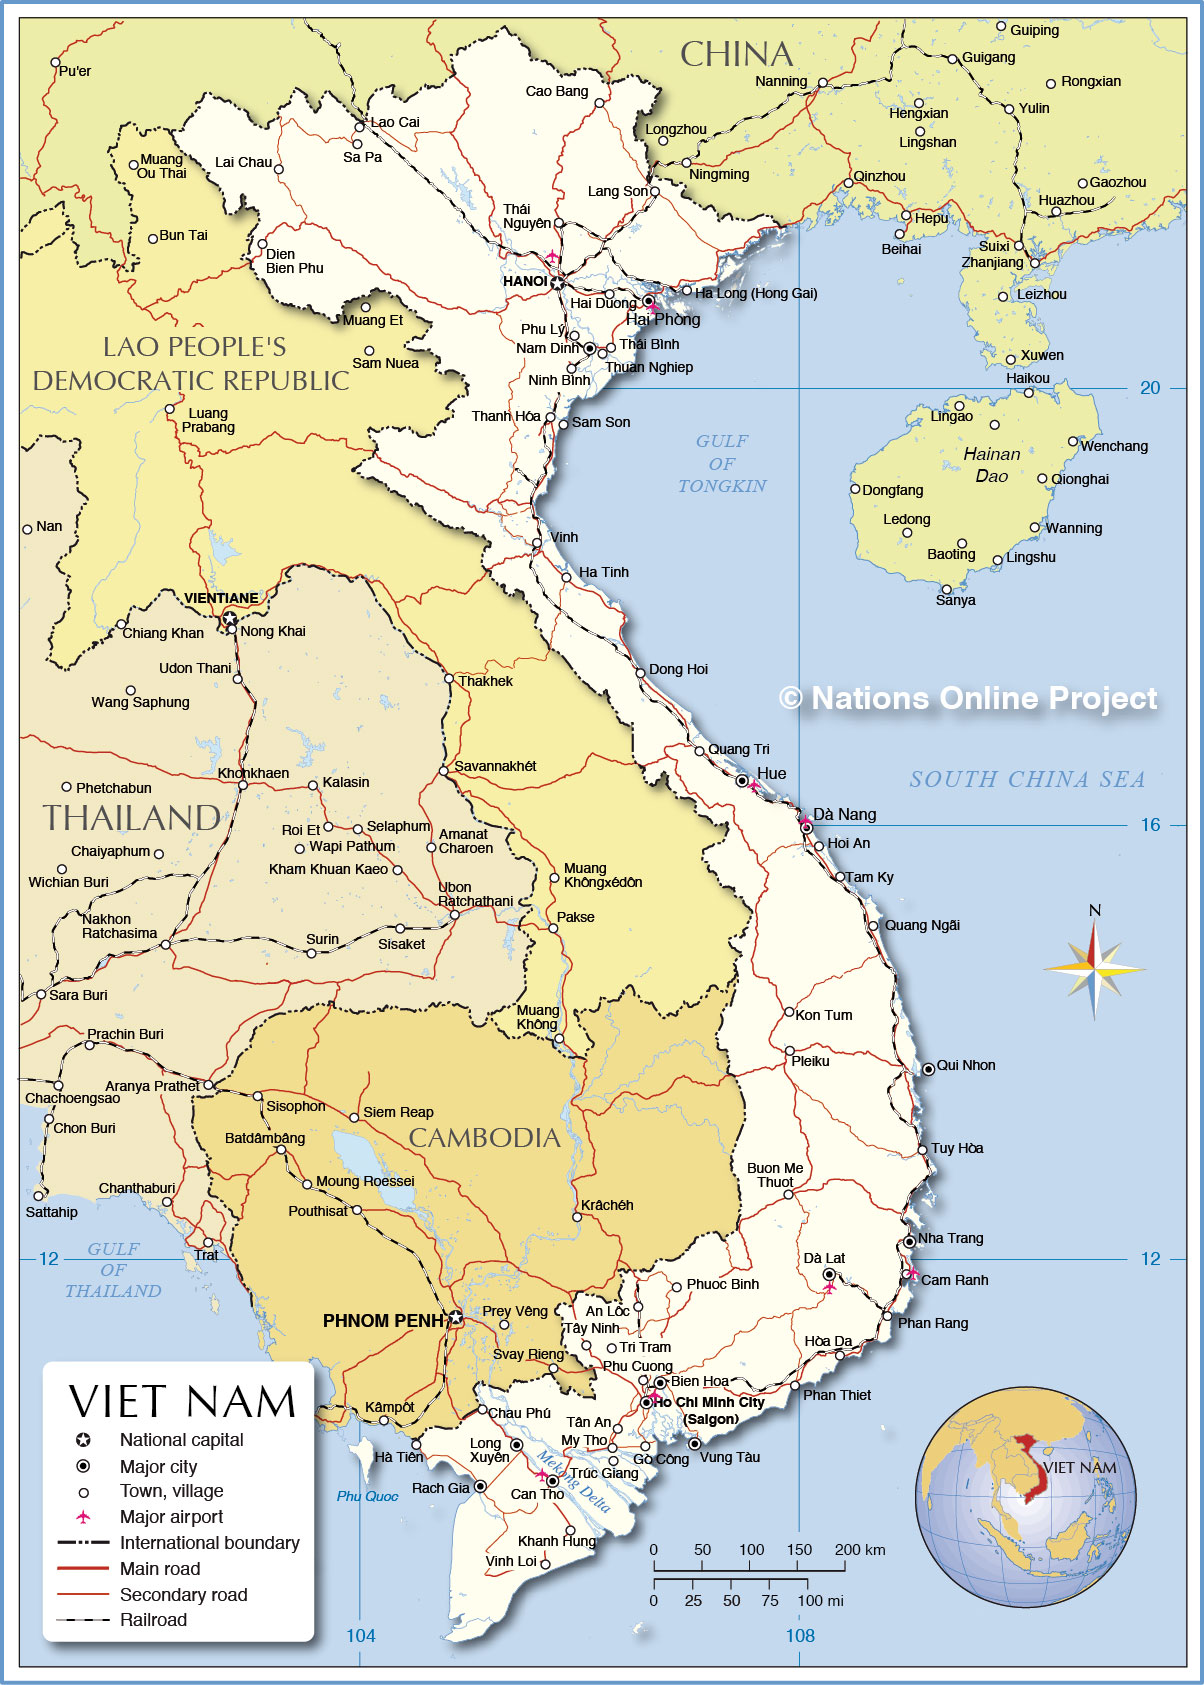 CHINA
Guiping
Guigang
Pu'er
Nanning
Rongxian
Cao Bang
Hengxian
Yulin
Lao Cai
Longzhou
Lingshan
Muang
Ou Thai
Lai Chau
Sa Pa
Ningming
Qinzhou
Gaozhou
Lang Son
Huazhou
Thái
Nguyên
Hepu
Bun Tai
Beihai
Suixi
Zhanjiang
Dien
Bien Phu
HANOI
Ha Long (Hong Gai)
Leizhou
Hai Duong
Hai Phòng
Muang Et
Phu Lý
Nam Dinh
Thái Bình
LAO PEOPLE'S
DEMOCRATIC REPUBLIC
Sam Nuea
Thuan Nghiep
Xuwen
Ninh Bình
Haikou
20
Luang
Prabang
Thanh Hóa
Sam Son
Lingao
GULF
OF
TONGKIN
Hainan
Dao
Wenchang
Qionghai
Dongfang
Nan
Ledong
Wanning
Vinh
Baoting
Lingshu
Ha Tinh
Sanya
VIENTIANE
Chiang Khan
Nong Khai
Udon Thani
Dong Hoi
Thakhek
Wang Saphung
© Nations Online Project
Quang Tri
Savannakhét
Khonkhaen
Hue
SOUTH CHINA SEA
Phetchabun
Kalasin
THAILAND
Dà Nang
16
Roi Et
Selaphum
Amanat
Charoen
Wapi Pathum
Hoi An
Chaiyaphum
Kham Khuan Kaeo
Muang
Khôngxédôn
Tam Ky
Wichian Buri
Ubon
Ratchathani
N
Nakhon
Ratchasima
Pakse
Quang Ngãi
Surin
Sisaket
Sara Buri
Muang
Không
Kon Tum
Prachin Buri
Pleiku
Qui Nhon
Aranya Prathet
Chachoengsao
Sisophon
Siem Reap
Chon Buri
Batdâmbâng
CAMBODIA
Tuy Hòa
Buon Me
Thuot
Chanthaburi
Moung Roessei
Sattahip
Pouthisat
Krâchéh
Nha Trang
12
GULF
OF
THAILAND
Trat
Dà Lat
12
Phuoc Binh
Cam Ranh
PHNOM PENH
Prey Vêng
An Lôc
Tây Ninh
Phan Rang
Svay Rieng
Tri Tram
Hòa Da
Phu Cuong
Bien Hoa
Phan Thiet
Kâmpôt
Chau Phú
Ho Chi Minh City
(Saigon)
Tân An
My Tho
Hà Tiên
Long
Xuyên
Gò Công
Vung Tàu
Mekong Delta
Trúc Giang
Phu Quoc
Rach Gia
Can Tho
Khanh Hung
Vinh Loi
VIET NAM
National capital
Major city
Town, village
Major airport
International boundary
Main road
Secondary road
Railroad
0 50 100 150 200 km
0 25 50 75 100 mi
VIET NAM
104
108